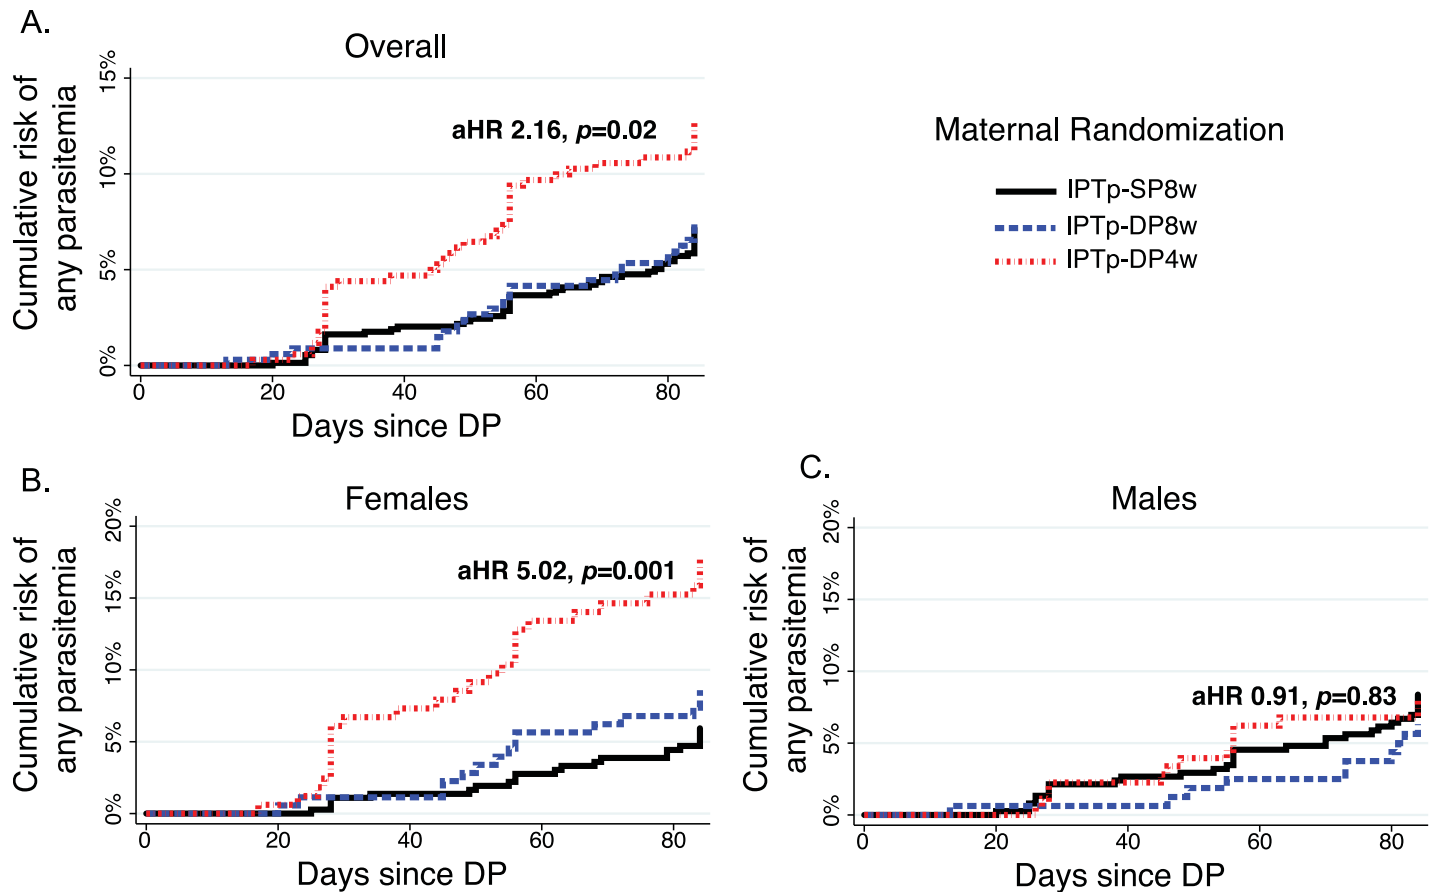 A.
Overall
Cumulative risk of
any parasitemia
15%
10%
5%
0%
aHR 2.16, p=0.02
0 20 40 60 80
Days since DP
Maternal Randomization
IPTp-SP8w
IPTp-DP8w
IPTp-DP4w
B.
Females
Cumulative risk of
any parasitemia
20%
15%
10%
5%
0%
aHR 5.02, p=0.001
0 20 40 60 80
Days since DP
C.
Males
Cumulative risk of
any parasitemia
20%
15%
10%
5%
0%
aHR 0.91, p=0.83
0 20 40 60 80
Days since DP